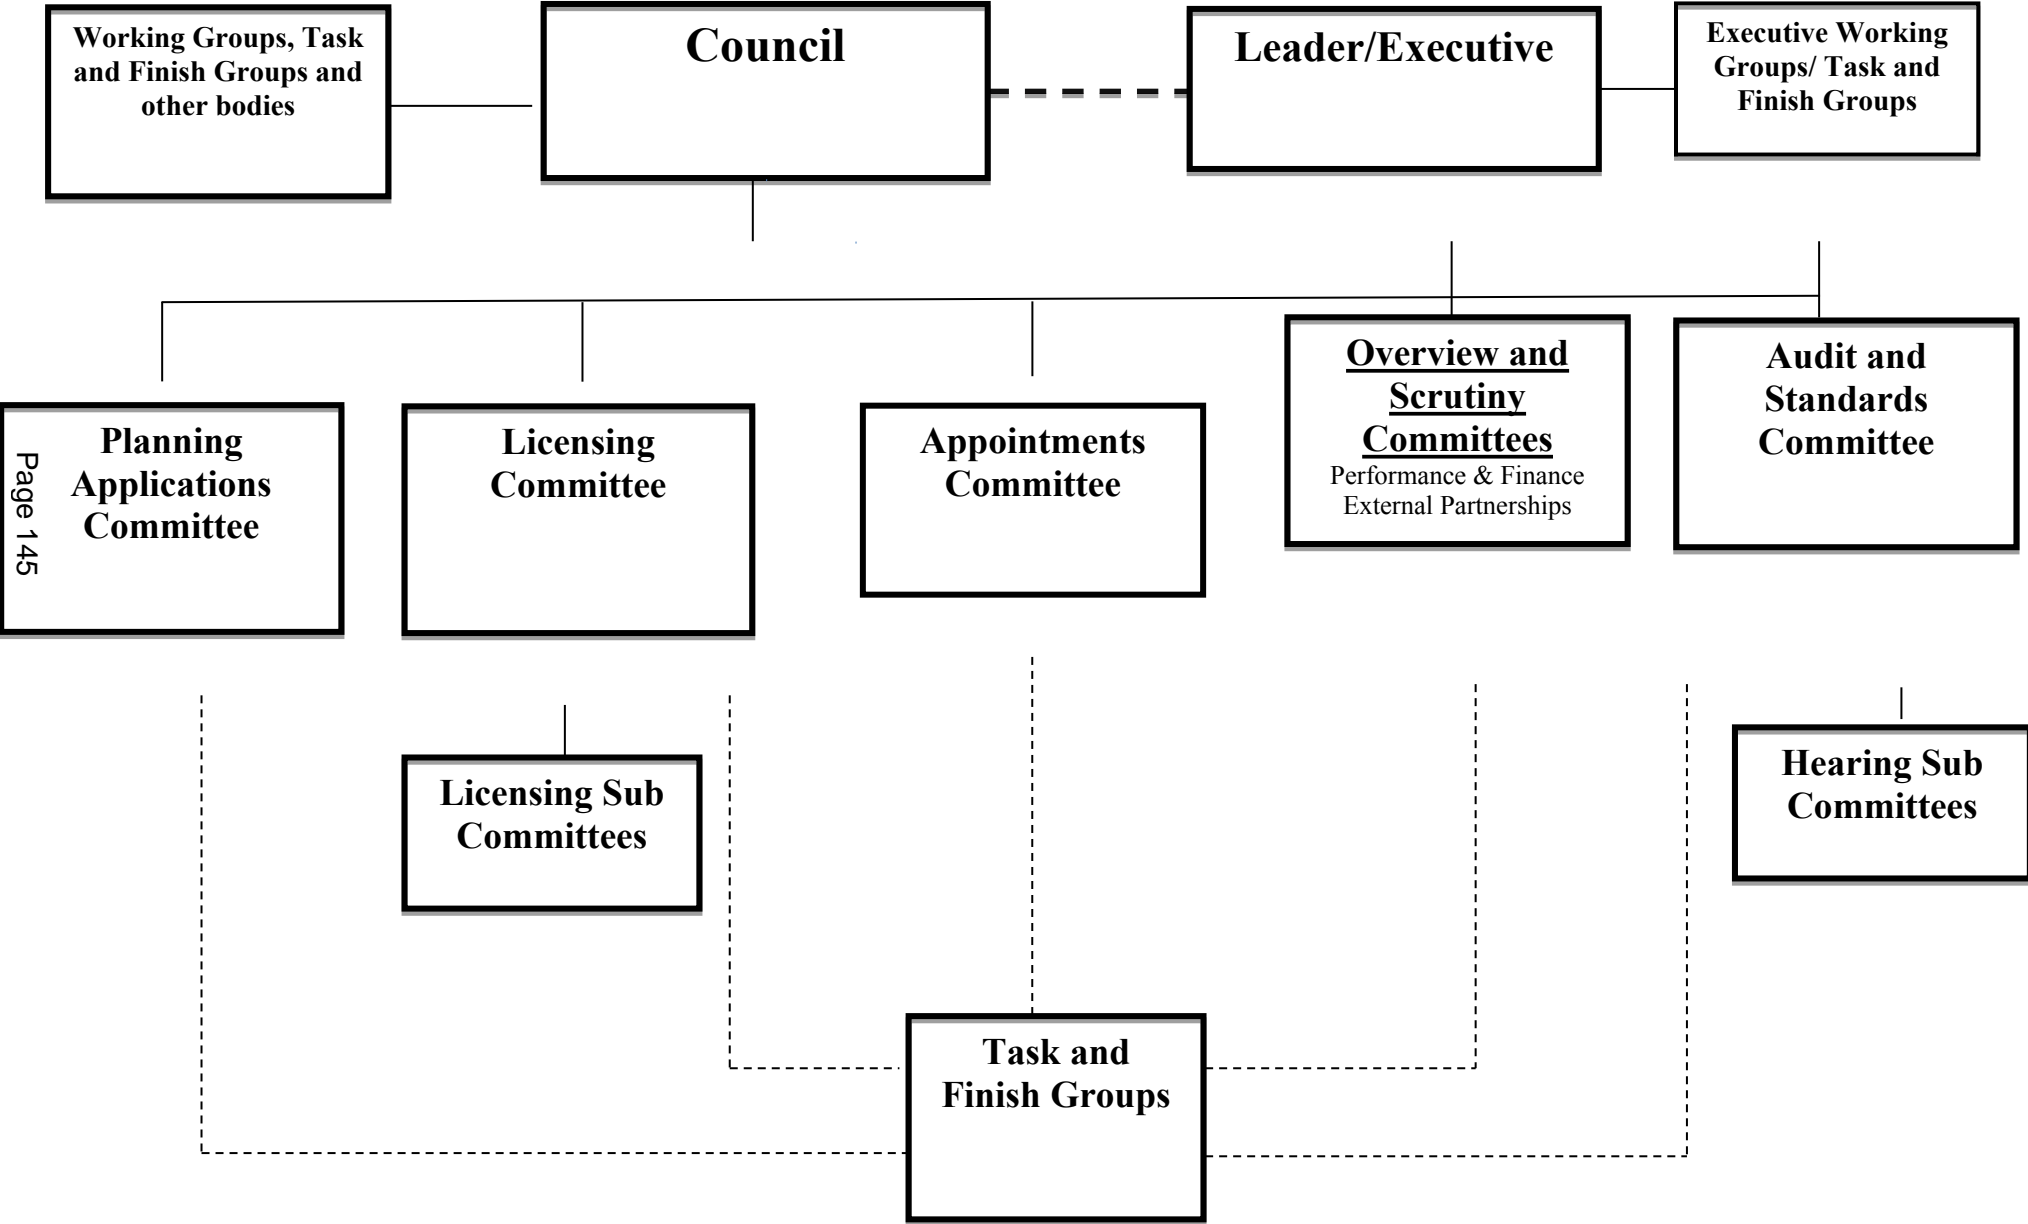 Working Groups, Task
and Finish Groups and
other bodies
Council
Leader/Executive
Executive Working
Groups/ Task and
Finish Groups
Planning
Applications
Committee
Page 145
Licensing
Committee
Appointments
Committee
Overview and
Scrutiny
Committees
Performance & Finance
External Partnerships
Audit and
Standards
Committee
Licensing Sub
Committees
Hearing Sub
Committees
Task and
Finish Groups